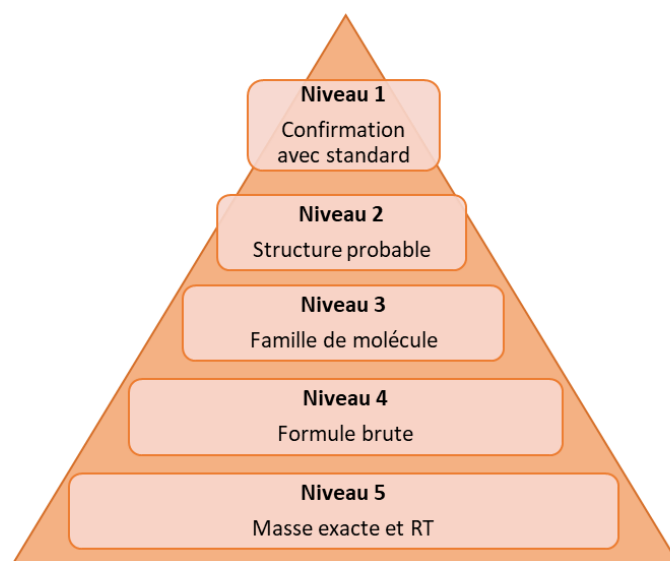 Niveau 1
Confirmation
avec standard
Niveau 2
Structure probable
Niveau 3
Famille de molécule
Niveau 4
Formule brute
Niveau 5
Masse exacte et RT